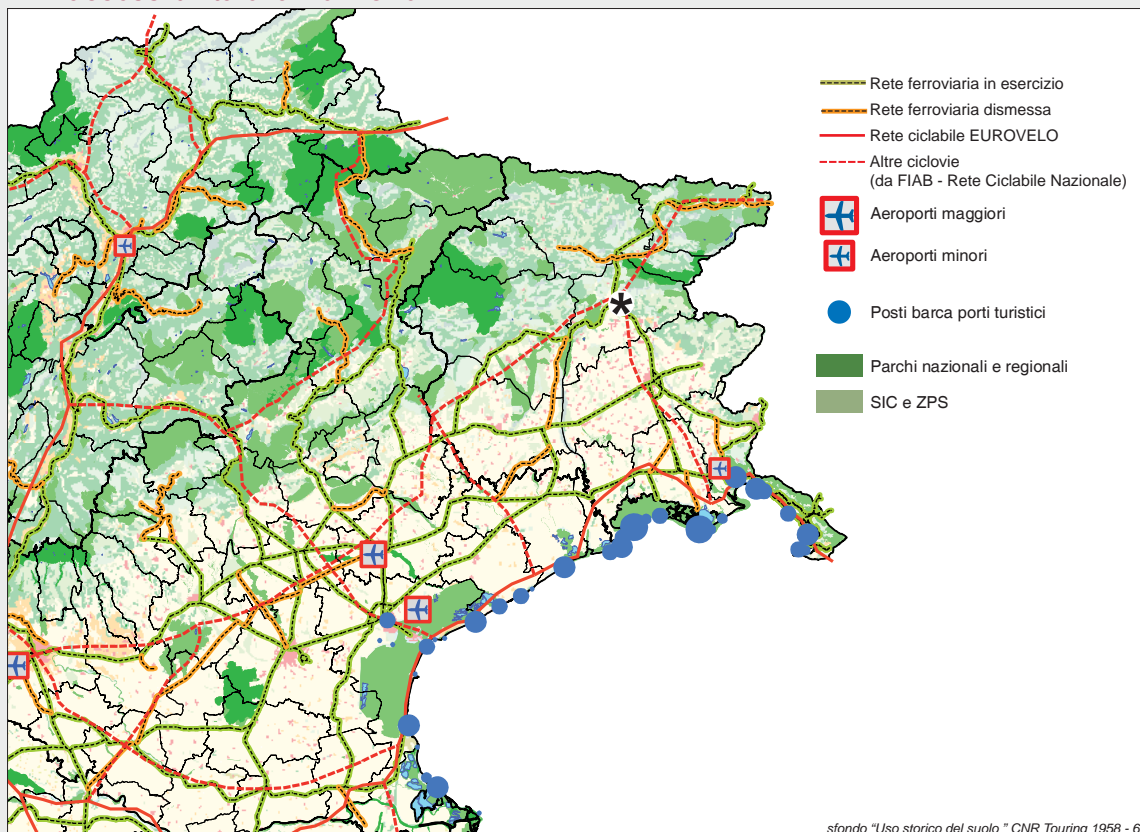 Rete ferroviaria in esercizio
Rete ferroviaria dismessa
Rete ciclabile EUROVELO
Altre ciclovie
(da FIAB - Rete Ciclabile Nazionale)
Aeroporti maggiori
Aeroporti minori
*
Posti barca porti turistici
Parchi nazionali e regionali
SIC e ZPS
sfondo “Uso storico del suolo ” CNR Touring 1958 - 6